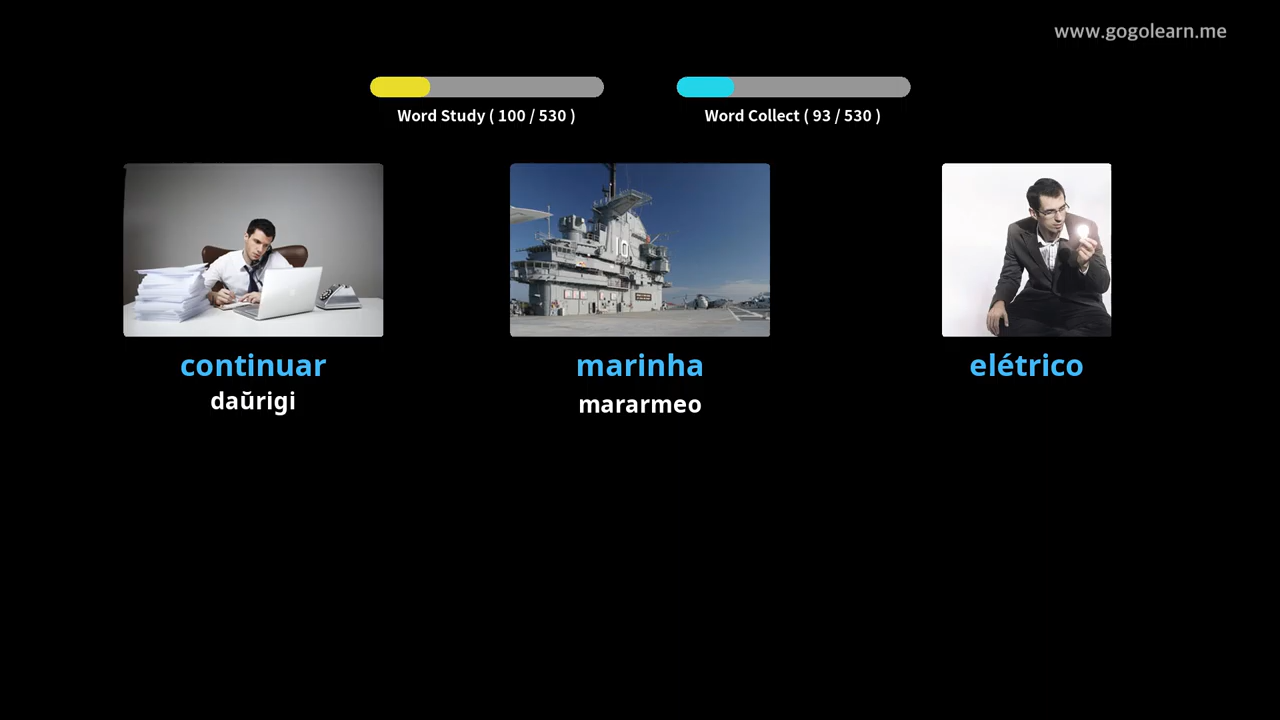 www.gogolearn.me
Word Study ( 100 / 530 )
Word Collect ( 93 / 530 )
continuar
daŭrigi
marinha
mararmeo
elétrico